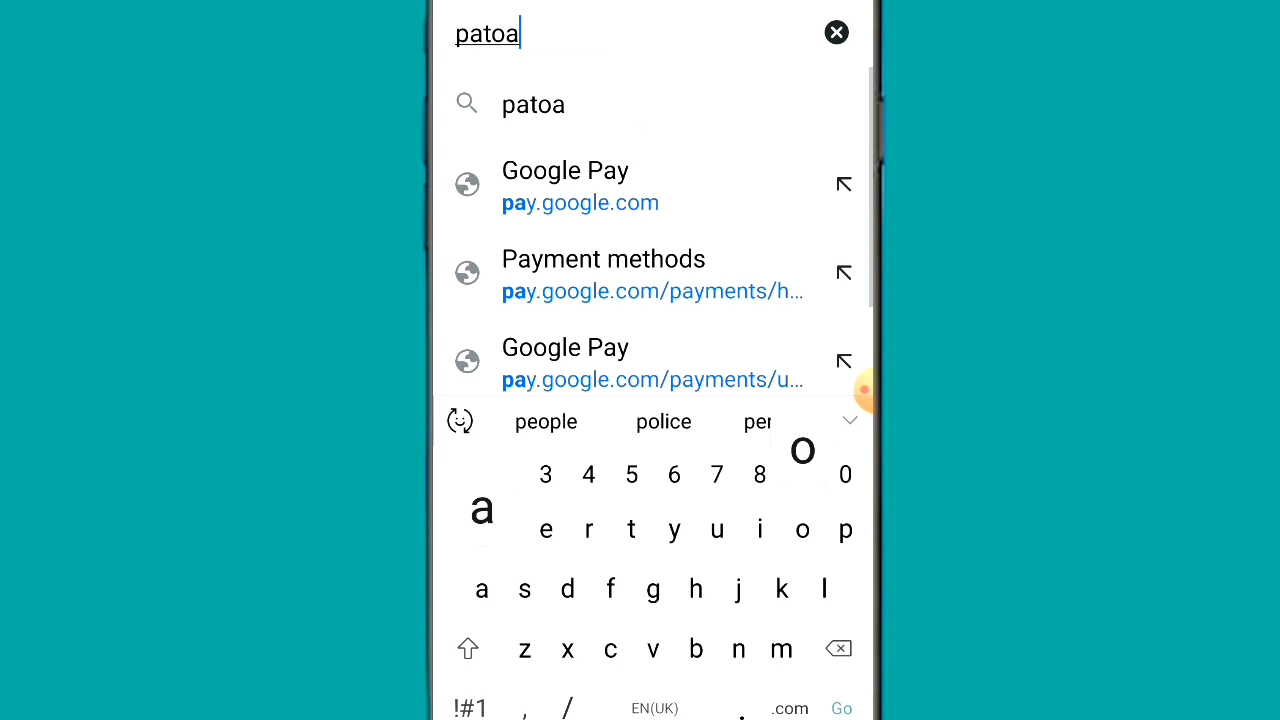 patoa
patoa
Google Pay
pay.google.com
Payment methods
pay.google.com/payments/h...
Google Pay
pay.google.com/payments/u...
people police per
o
3 4 5 6 7 8 0
a
e r t y u i o p
a s d f g h j k l
z x c v b n m
!#1 , / EN(UK) . .com Go